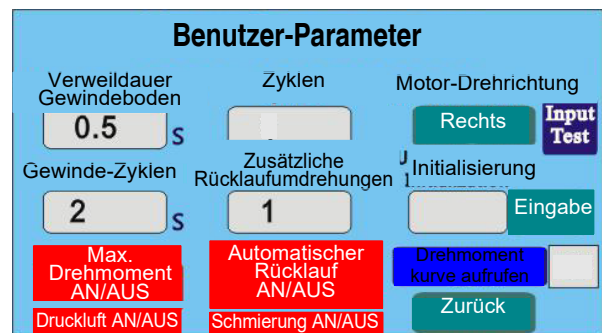 Benutzer-Parameter
Verweildauer
Gewindeboden
0.5 s
Zyklen
Motor-Drehrichtung
Rechts
Input
Test
Gewinde-Zyklen
2 s
Zusätzliche
Rücklaufumdrehungen
1
Initialisierung
Eingabe
Max.
Drehmoment
AN/AUS
Automatischer
Rücklauf
AN/AUS
Drehmoment
kurve aufrufen
Druckluft AN/AUS
Schmierung AN/AUS
Zurück